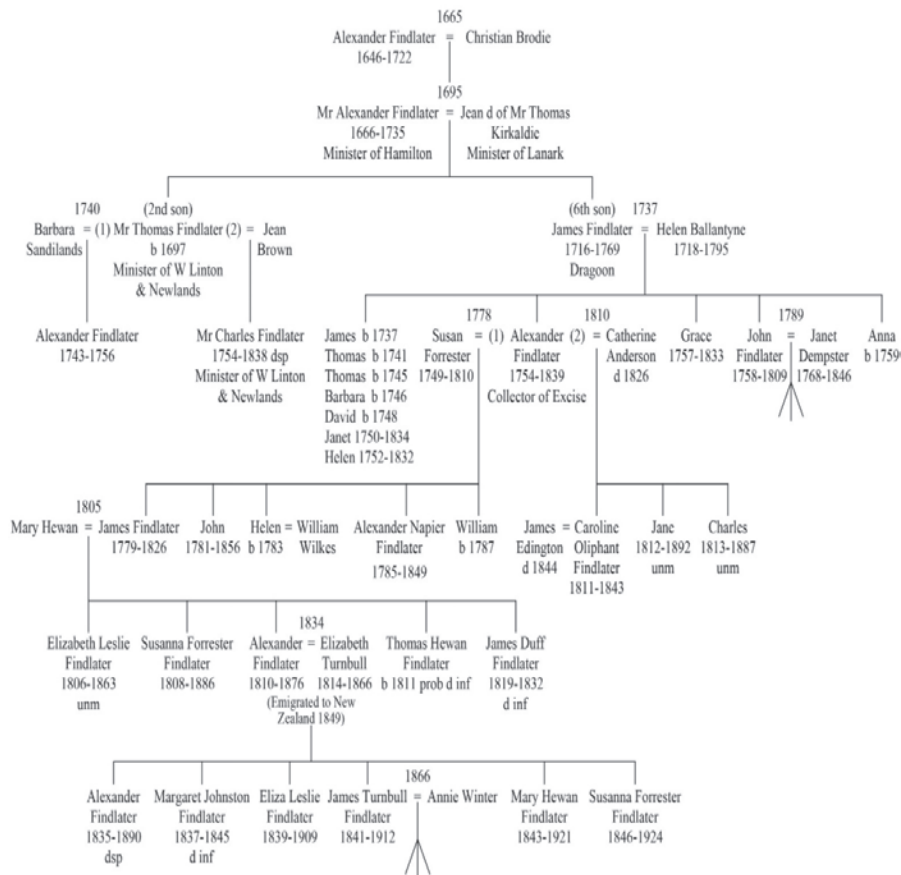 1665
Alexander Findlater = Christian Brodie
1646-1722
1695
Mr Alexander Findlater = Jean d of Mr Thomas
1666-1735 Kirkaldie
Minister of Hamilton Minister of Lanark
1740 (2nd son) (6th son) 1737
Barbara = (1) Mr Thomas Findlater (2) = Jean James Findlater = Helen Ballantyne
Sandilands b 1697 Brown 1716-1769 1718-1795
Minister of W Linton Dragoon
& Newlands
1778 1810 1789
Alexander Findlater Mr Charles Findlater James b 1737 Susan = (1) Alexander (2) = Catherine Grace John = Janet Anna
1743-1756 1754-1838 dsp Thomas b 1741 Forrester Findlater Anderson 1757-1833 Findlater Dempster b 1759
Minister of W Linton Thomas b 1745 1749-1810 1754-1839 d 1826 1758-1809 1768-1846
& Newlands Barbara b 1746 Collector of Excise
David b 1748
Janet 1750-1834
Helen 1752-1832
1805
Mary Hewan = James Findlater John Helen = William Alexander Napier William James = Caroline Jane Charles
1779-1826 1781-1856 b 1783 Wilkes Findlater b 1787 Edington Oliphant 1812-1892 1813-1887
1785-1849 d 1844 Findlater unm unm
1811-1843
1834
Elizabeth Leslie Susanna Forrester Alexander = Elizabeth Thomas Hewan James Duff
Findlater Findlater Findlater Turnbull Findlater Findlater
1806-1863 1808-1886 1810-1876 1814-1866 b 1811 prob d inf 1819-1832
unm (Emigrated to New d inf
Zealand 1849)
1866
Alexander Margaret Johnston Eliza Leslie James Turnbull = Annie Winter Mary Hewan Susanna Forrester
Findlater Findlater Findlater Findlater Findlater Findlater
1835-1890 1837-1845 1839-1909 1841-1912 1843-1921 1846-1924
dsp d inf